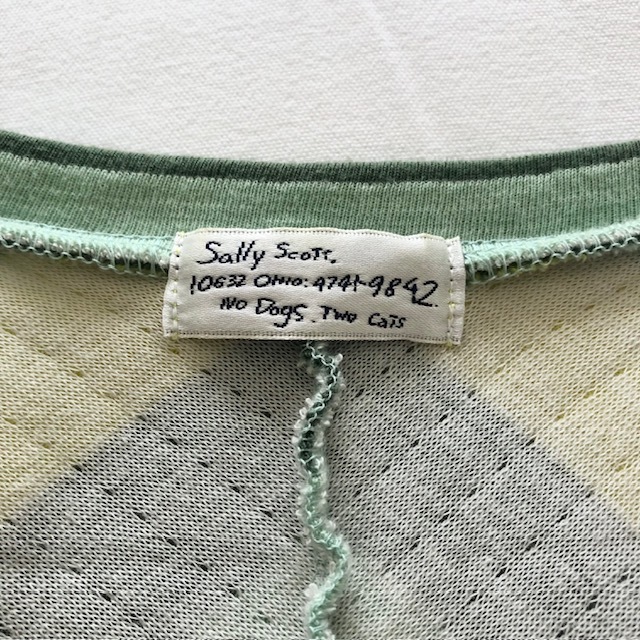 Sally Scott.
10632 OHIO: 4741-9842.
No Dogs. Two Cats